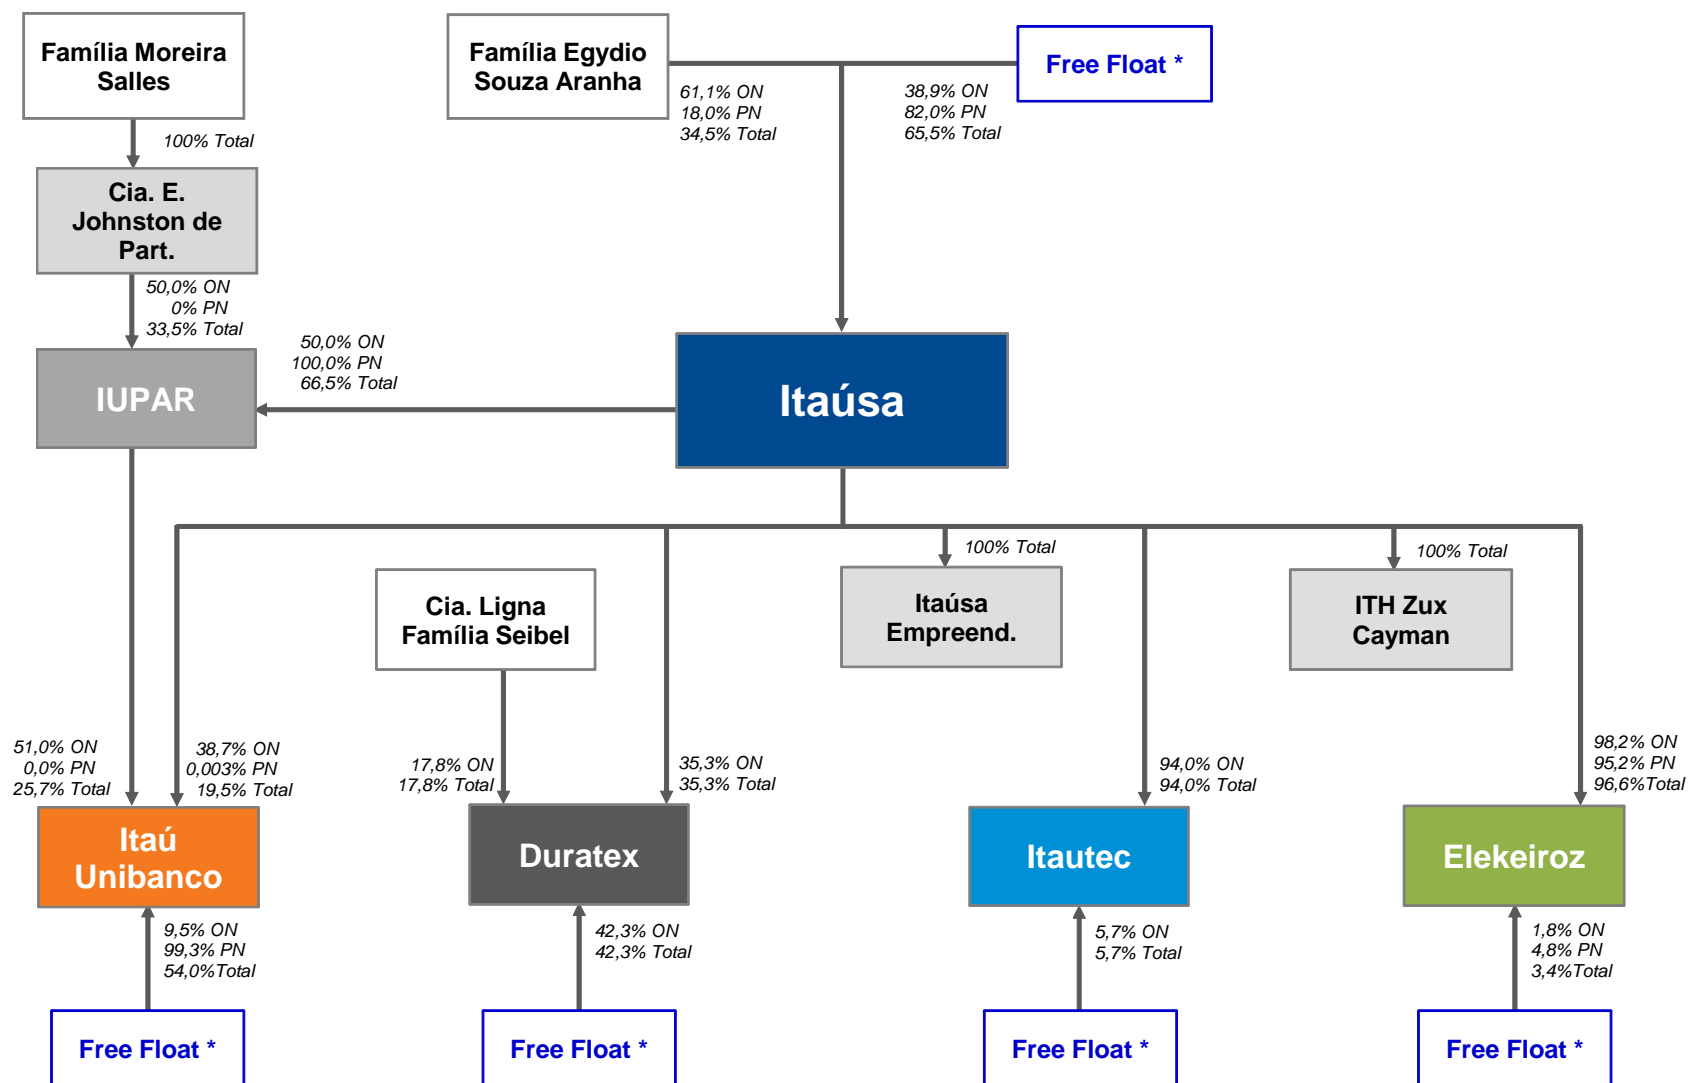 Família Moreira
Salles
Família Egydio
Souza Aranha
Free Float *
61,1% ON
18,0% PN
34,5% Total
38,9% ON
82,0% PN
65,5% Total
100% Total
Cia. E.
Johnston de
Part.
50,0% ON
0% PN
33,5% Total
50,0% ON
100,0% PN
66,5% Total
IUPAR
Itaúsa
100% Total
100% Total
Cia. Ligna
Família Seibel
Itaúsa
Empreend.
ITH Zux
Cayman
51,0% ON
0,0% PN
25,7% Total
38,7% ON
0,003% PN
19,5% Total
17,8% ON
17,8% Total
35,3% ON
35,3% Total
94,0% ON
94,0% Total
98,2% ON
95,2% PN
96,6%Total
Itaú
Unibanco
Duratex
Itautec
Elekeiroz
9,5% ON
99,3% PN
54,0%Total
42,3% ON
42,3% Total
5,7% ON
5,7% Total
1,8% ON
4,8% PN
3,4%Total
Free Float *
Free Float *
Free Float *
Free Float *